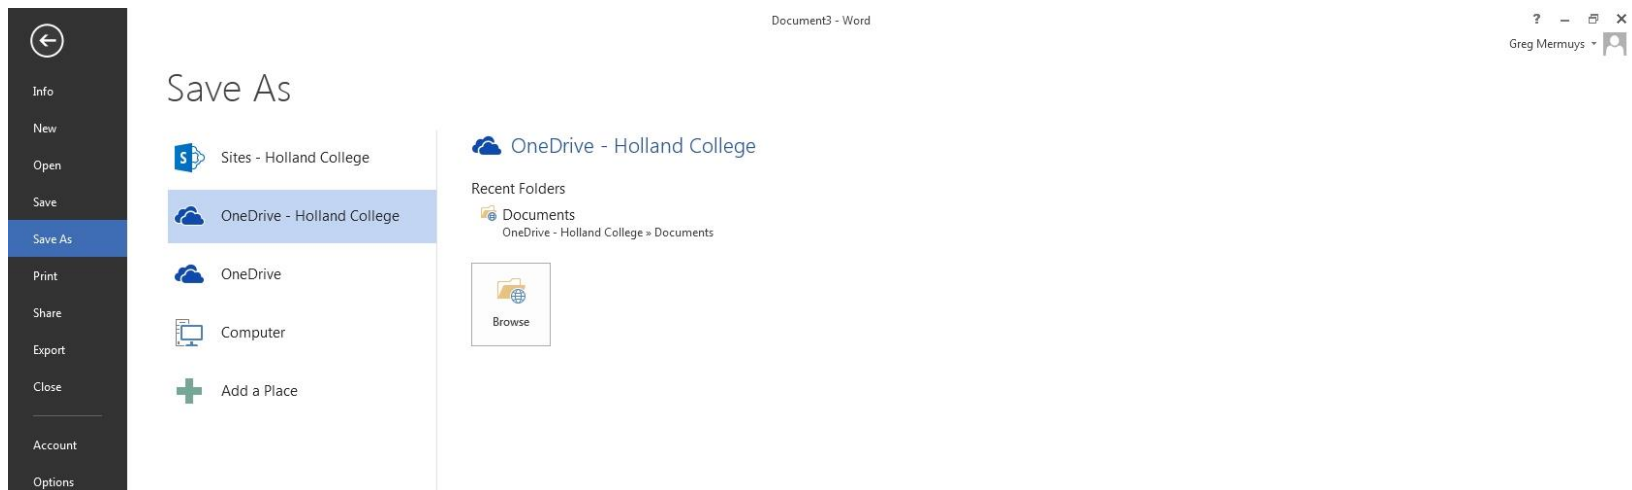 Document3 - Word
?
Greg Mermuys
Info
New
Open
Save
Save As
Print
Share
Export
Close
Account
Options
Save As
S
Sites - Holland College
OneDrive - Holland College
OneDrive
Computer
Add a Place
OneDrive - Holland College
Recent Folders
Documents
OneDrive - Holland College » Documents
Browse